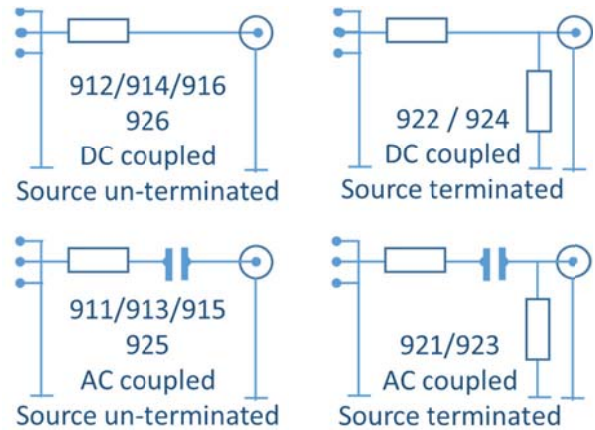 912/914/916
926
DC coupled
Source un-terminated
922 / 924
DC coupled
Source terminated
911/913/915
925
AC coupled
Source un-terminated
921/923
AC coupled
Source terminated